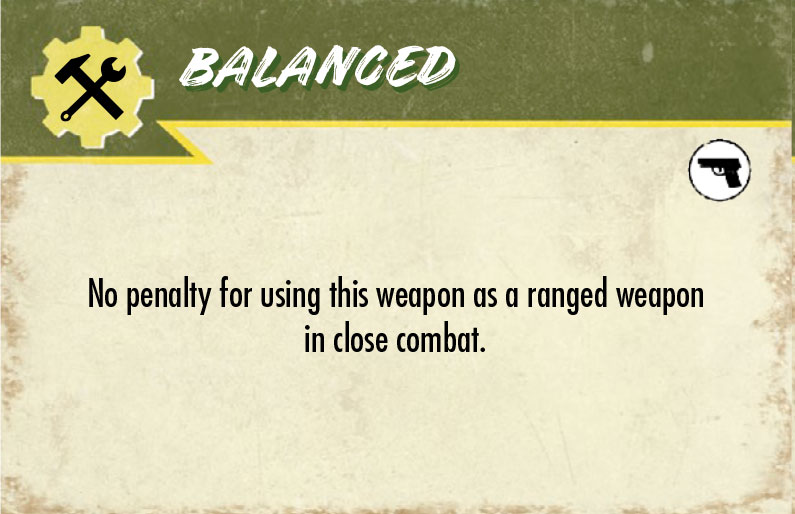 BALANCED
No penalty for using this weapon as a ranged weapon
in close combat.